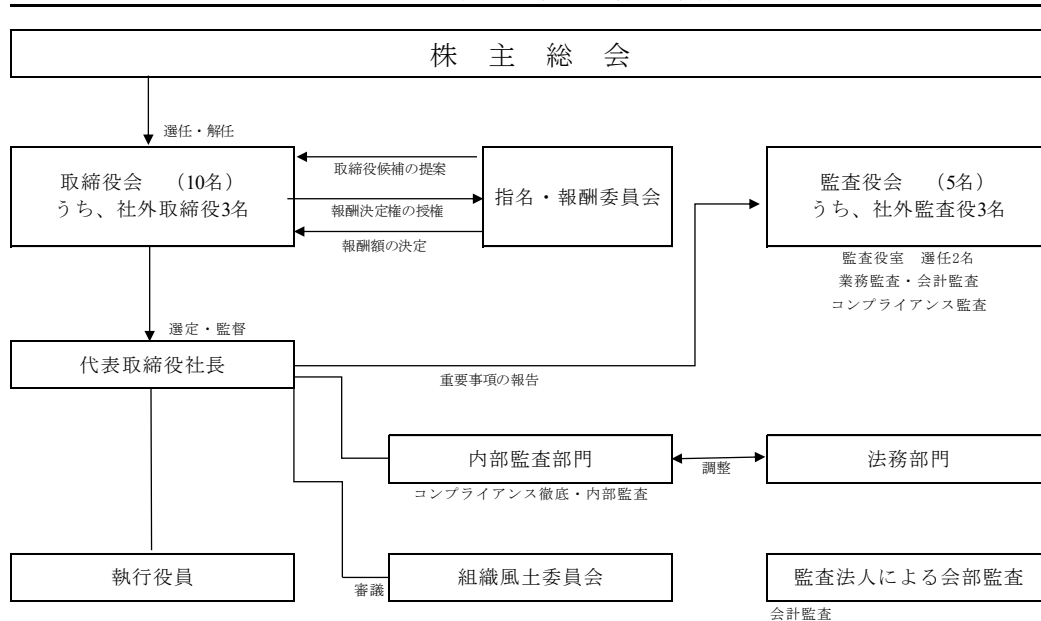 株 主 総 会
選任・解任
取締役会 (10名)
うち、社外取締役3名
取締役候補の提案
報酬決定権の授権
報酬額の決定
指名・報酬委員会
監査役会 (5名)
うち、社外監査役3名
監査役室 選任2名
業務監査・会計監査
コンプライアンス監査
選定・監督
代表取締役社長
重要事項の報告
内部監査部門
調整
法務部門
コンプライアンス徹底・内部監査
執行役員
審議
組織風土委員会
監査法人による会部監査
会計監査